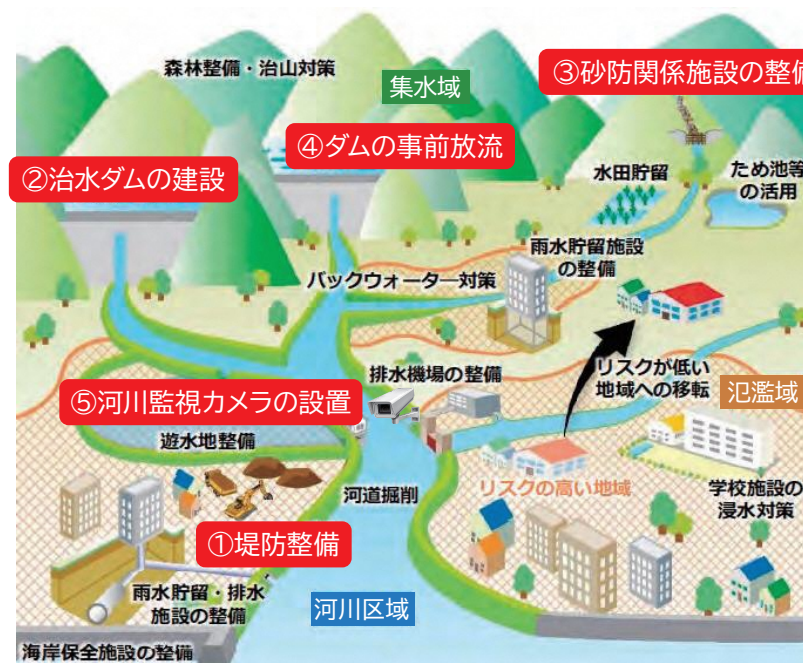 森林整備・治山対策
集水域
③砂防関係施設の整備
④ダムの事前放流
②治水ダムの建設
水田貯留
ため池等
の活用
雨水貯留施設
の整備
バックウォーター対策
排水機場の整備
リスクが低い
地域への移転
氾濫域
⑤河川監視カメラの設置
遊水地整備
リスクの高い地域
河道掘削
学校施設の
浸水対策
①堤防整備
雨水貯留・排水
施設の整備
河川区域
海岸保全施設の整備